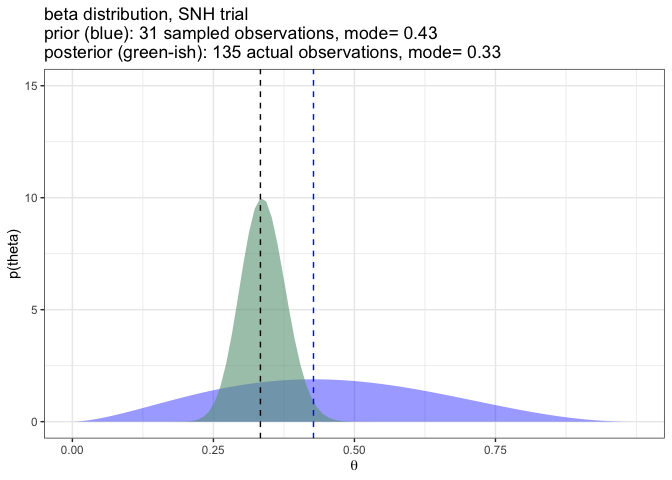 beta distribution, SNH trial
prior (blue): 31 sampled observations, mode= 0.43
posterior (green-ish): 135 actual observations, mode= 0.33
15
10
5
0
p(theta)
0.00 0.25 0.50 0.75
θ